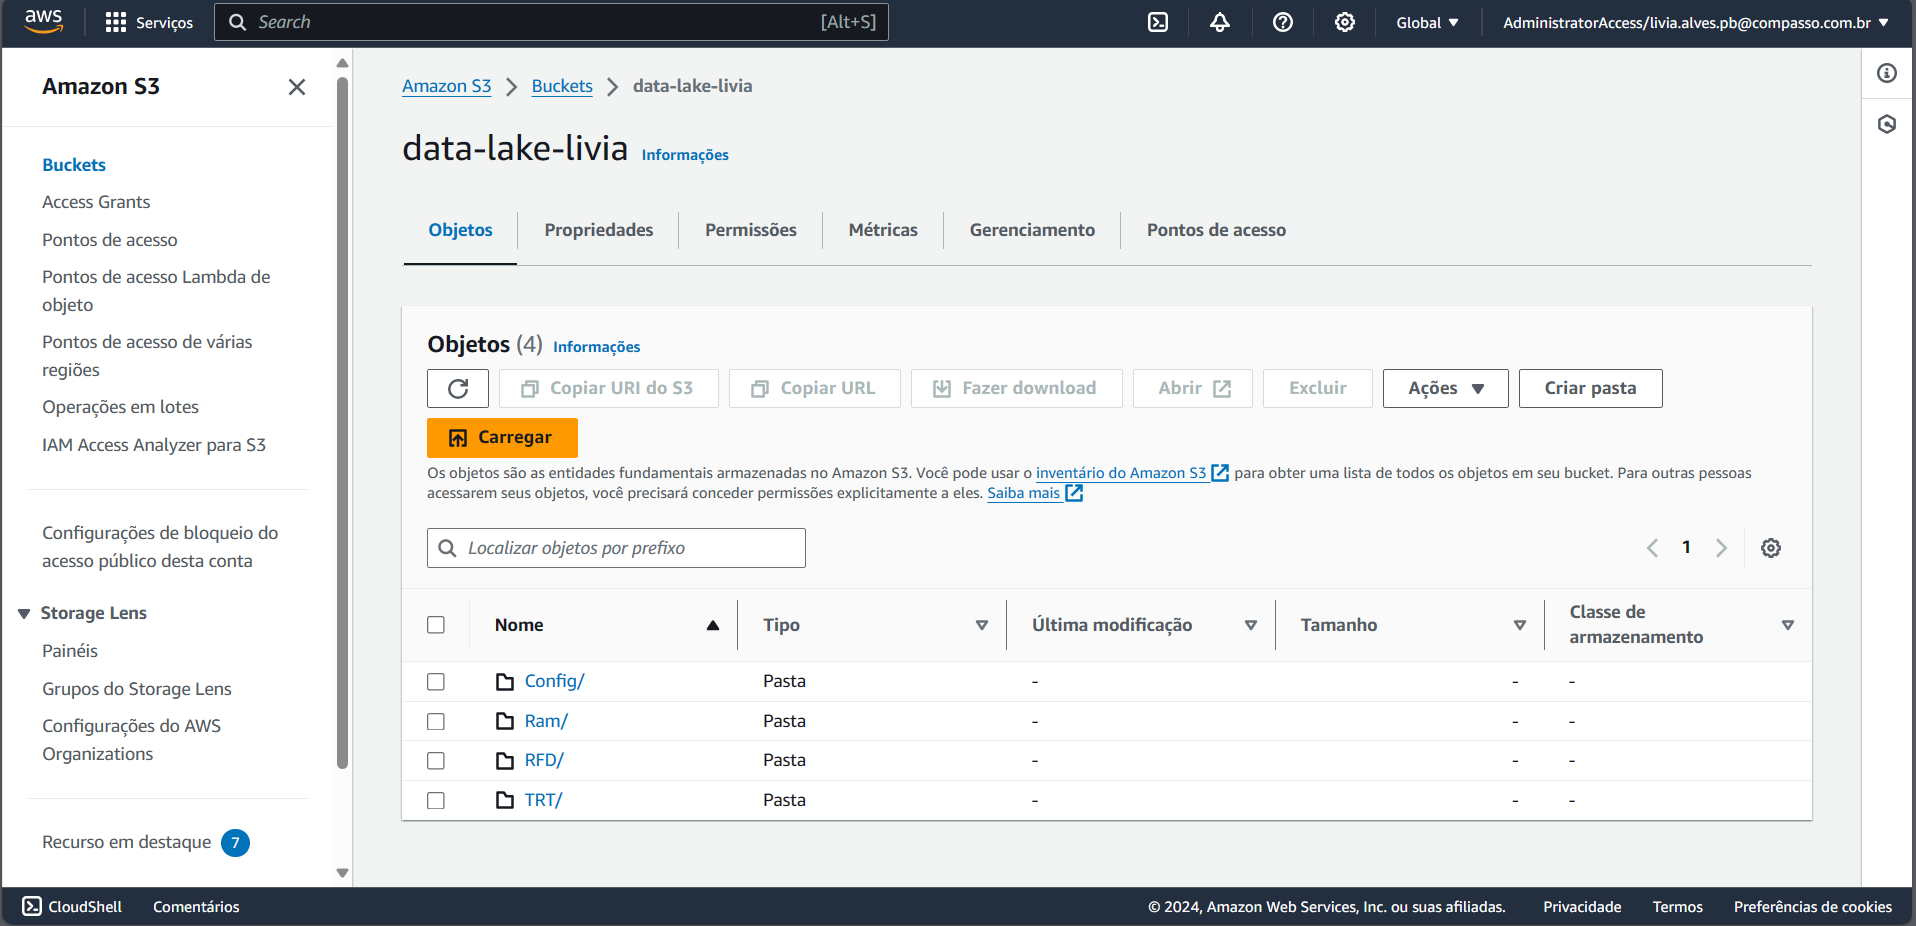 aws Serviços Search [Alt+S] Global AdministratorAccess/livia.alves.pb@compasso.com.br
Amazon S3
Buckets
Access Grants
Pontos de acesso
Pontos de acesso Lambda de
objeto
Pontos de acesso de várias
regiões
Operações em lotes
IAM Access Analyzer para S3
Configurações de bloqueio do
acesso público desta conta
Storage Lens
Painéis
Grupos do Storage Lens
Configurações do AWS
Organizations
Recurso em destaque 7
Amazon S3 Buckets data-lake-livia
data-lake-livia Informações
Objetos Propriedades Permissões Métricas Gerenciamento Pontos de acesso
Objetos (4) Informações
Copiar URI do S3 Copiar URL Fazer download Abrir Excluir Ações Criar pasta
Carregar
Os objetos são as entidades fundamentais armazenadas no Amazon S3. Você pode usar o inventário do Amazon S3 para obter uma lista de todos os objetos em seu bucket. Para outras pessoas
acessarem seus objetos, você precisará conceder permissões explicitamente a eles. Saiba mais
Localizar objetos por prefixo 1
Nome Tipo Última modificação Tamanho Classe de
armazenamento
Config/ Pasta - - -
Ram/ Pasta - - -
RFD/ Pasta - - -
TRT/ Pasta - - -
CloudShell Comentários © 2024, Amazon Web Services, Inc. ou suas afiliadas. Privacidade Termos Preferências de cookies